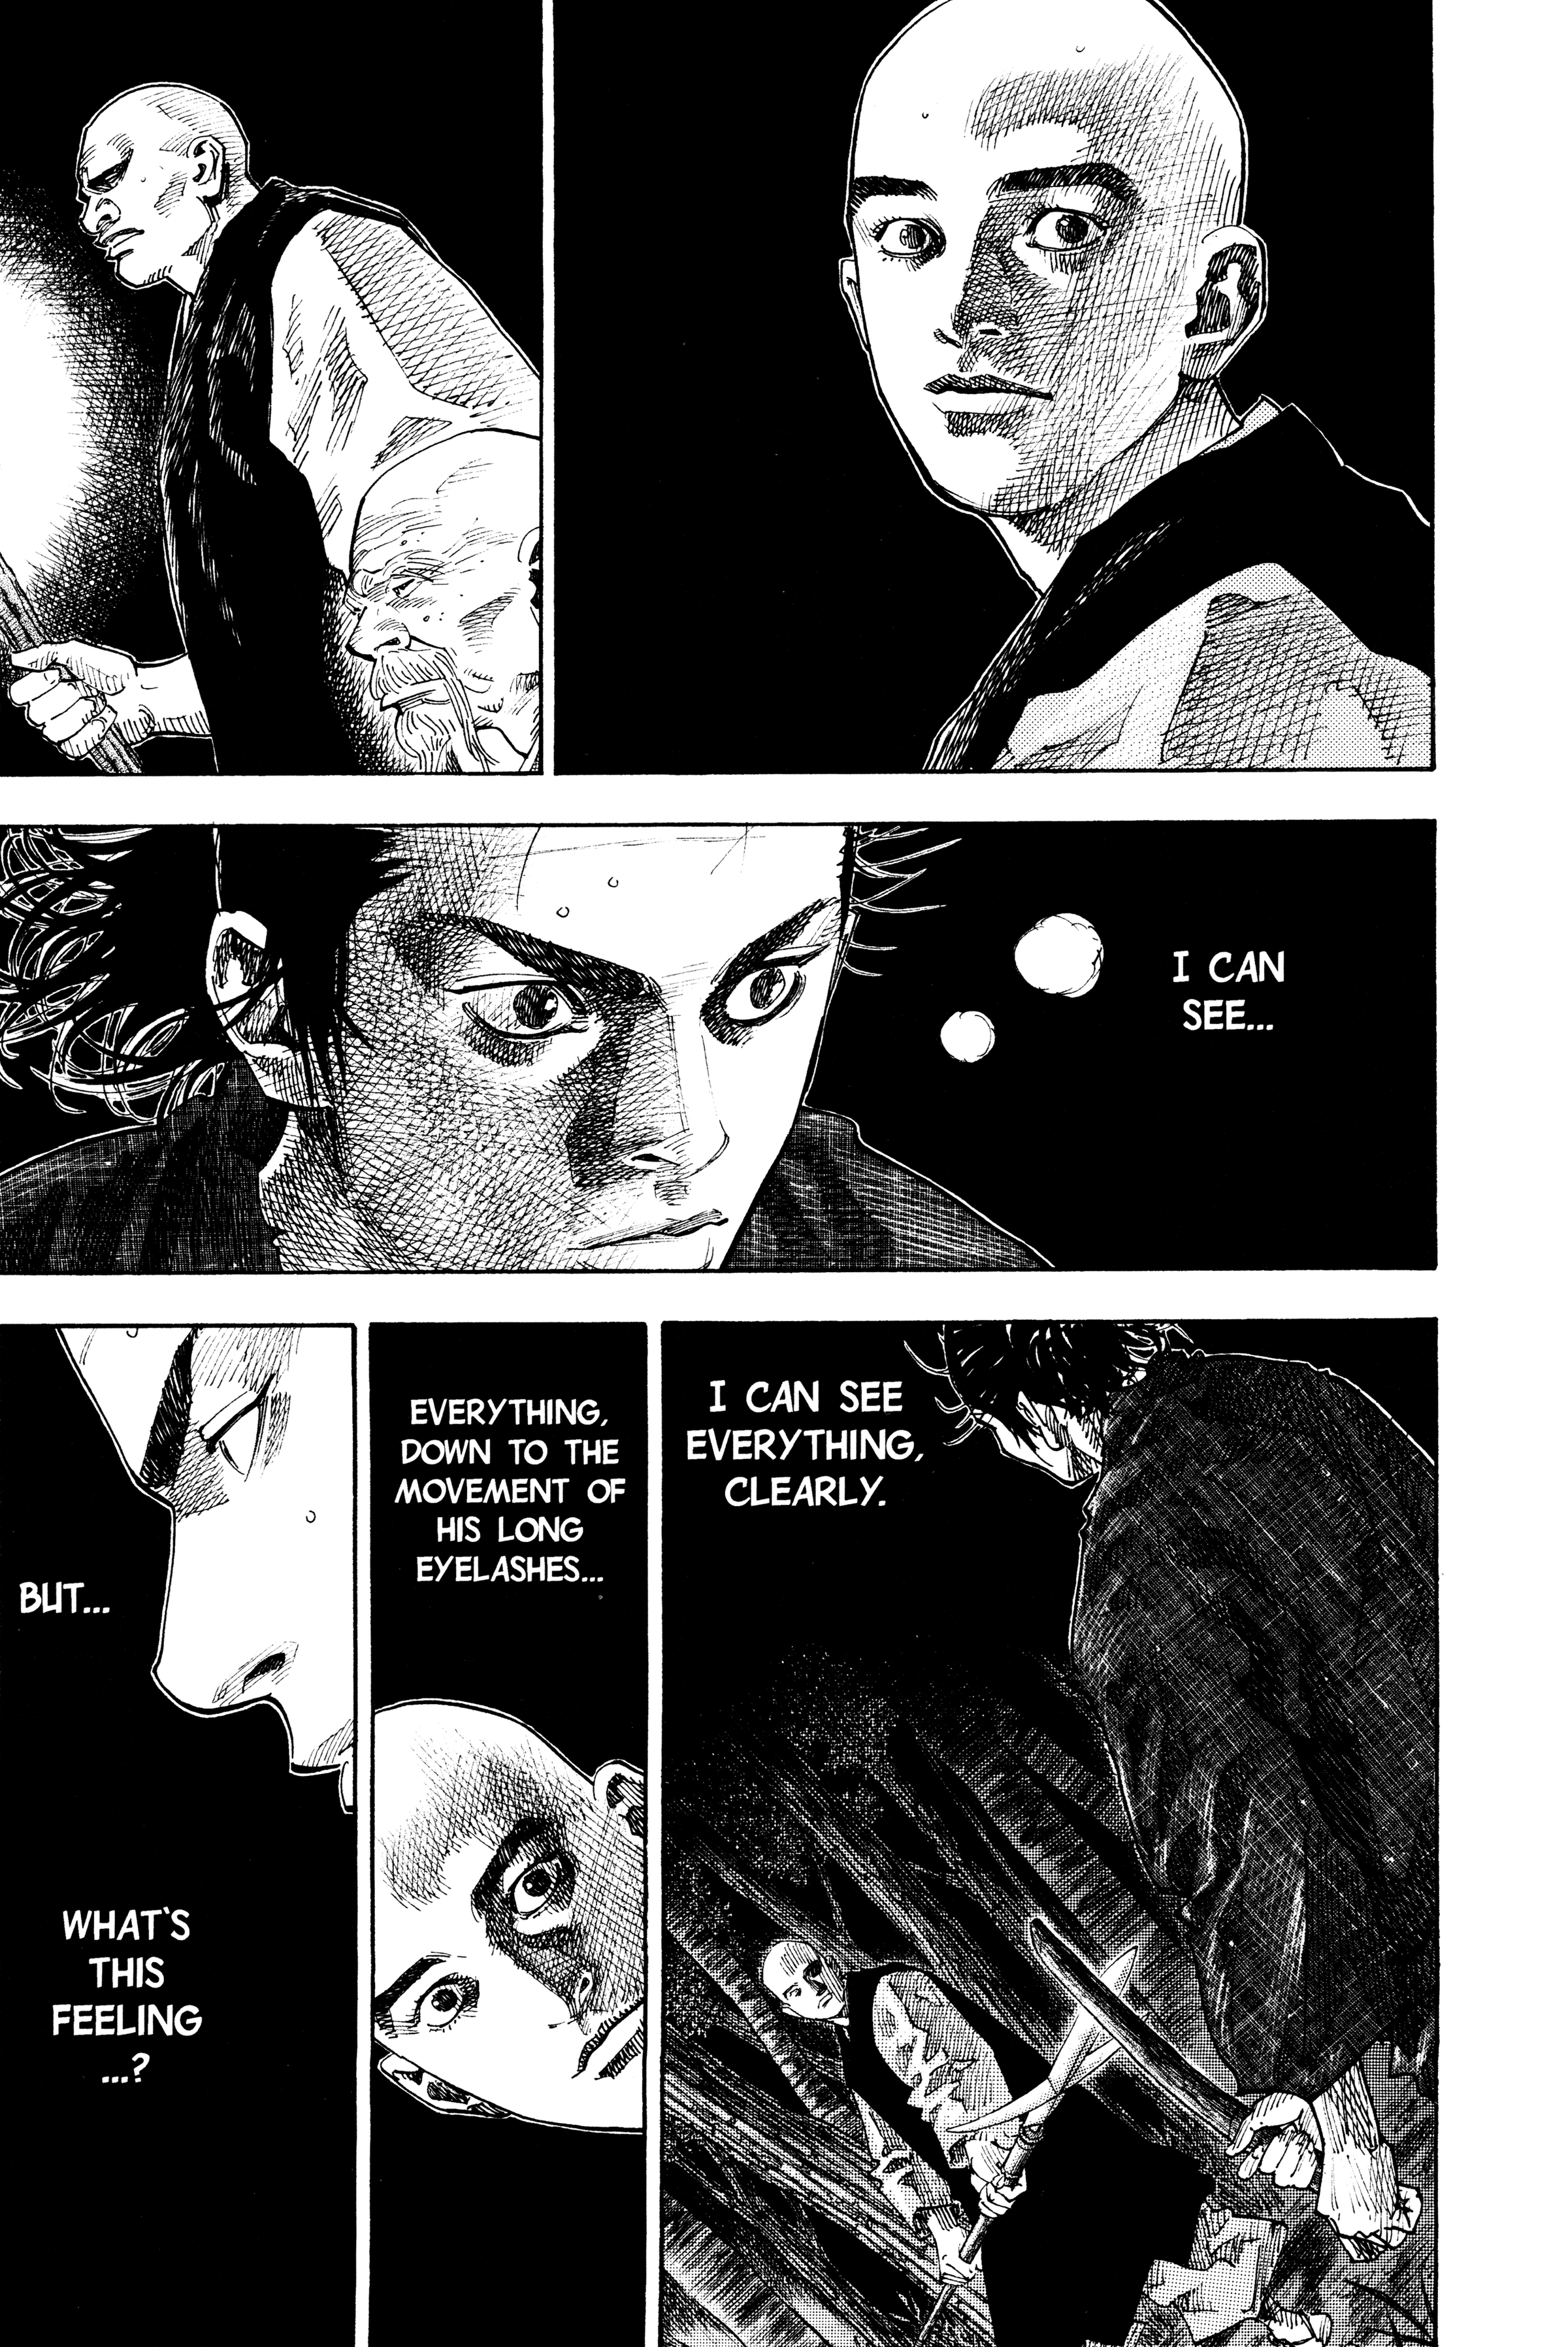 I CAN
SEE...
I CAN SEE
EVERYTHING,
CLEARLY.
EVERYTHING,
DOWN TO THE
MOVEMENT OF
HIS LONG
EYELASHES...
BUT...
WHAT'S
THIS
FEELING
...?